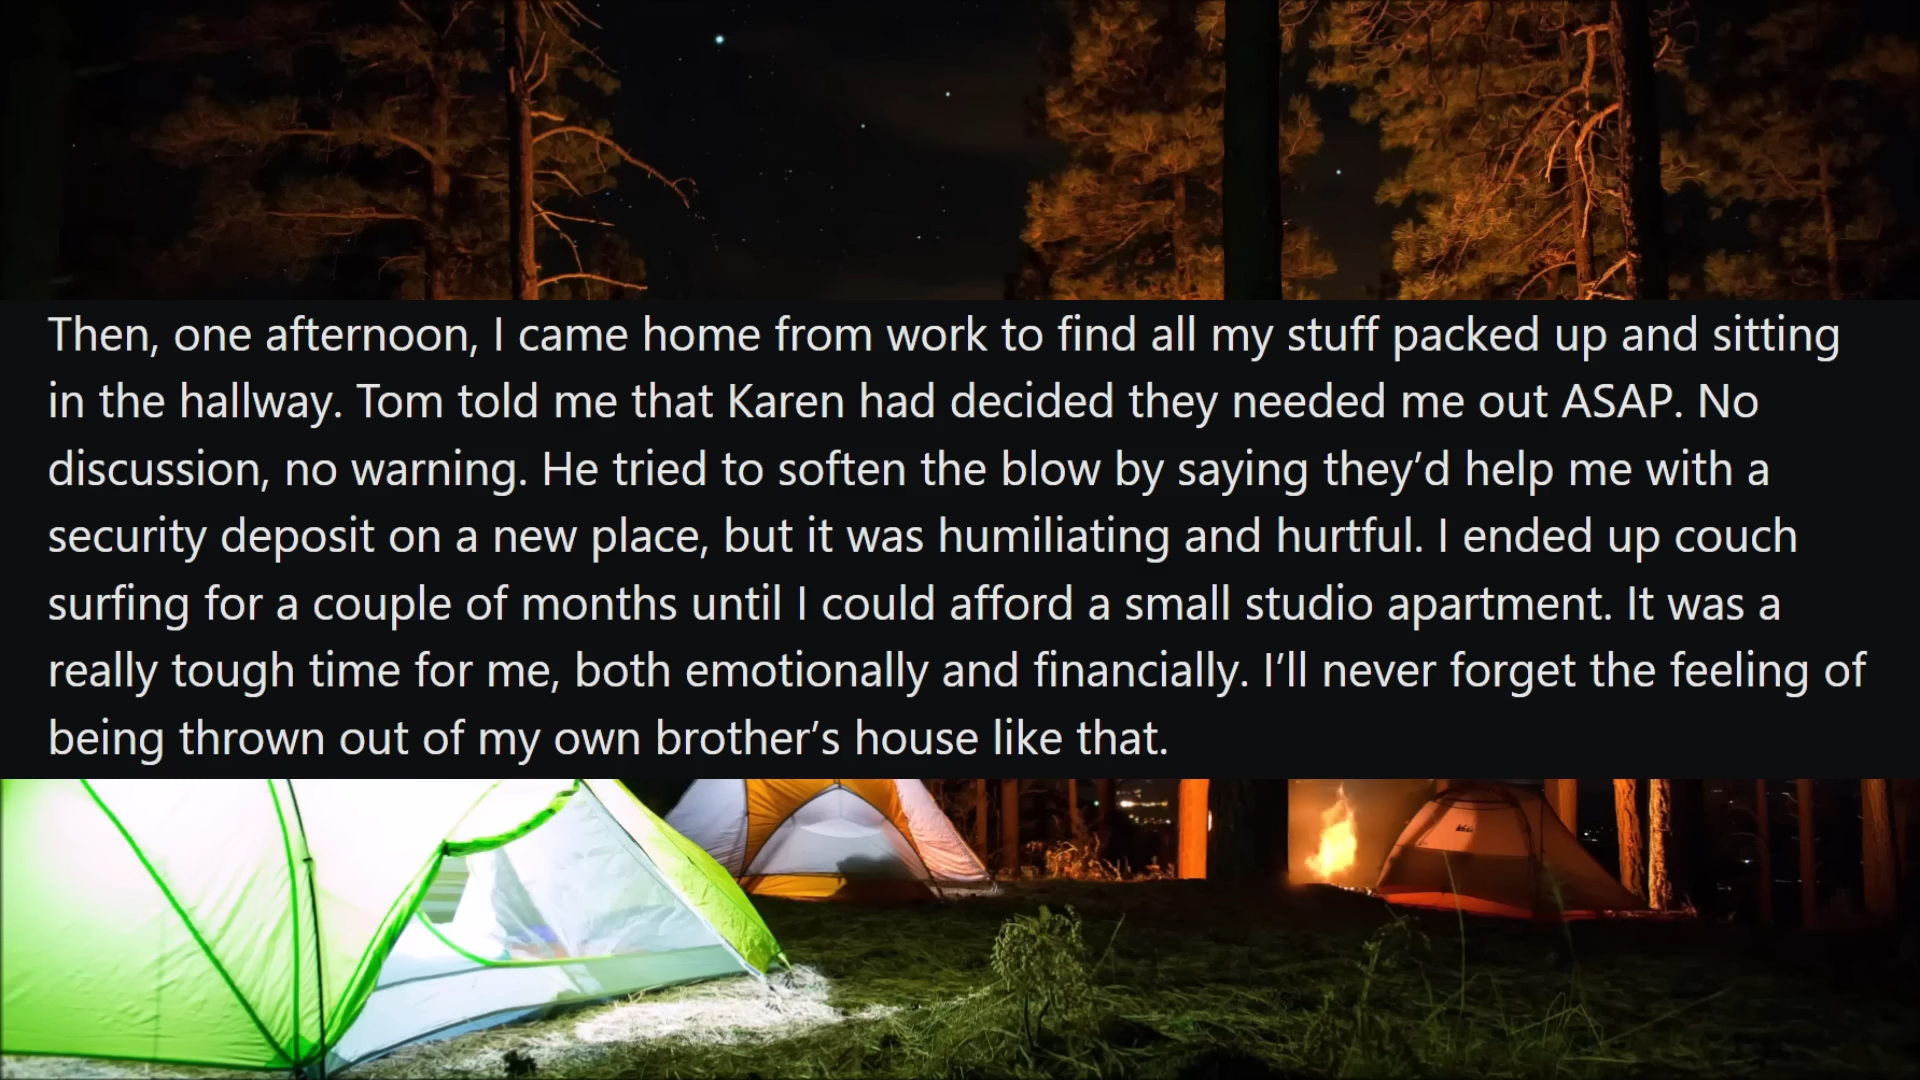 Then, one afternoon, I came home from work to find all my stuff packed up and sitting
in the hallway. Tom told me that Karen had decided they needed me out ASAP. No
discussion, no warning. He tried to soften the blow by saying they’d help me with a
security deposit on a new place, but it was humiliating and hurtful. I ended up couch
surfing for a couple of months until I could afford a small studio apartment. It was a
really tough time for me, both emotionally and financially. I’ll never forget the feeling of
being thrown out of my own brother’s house like that.